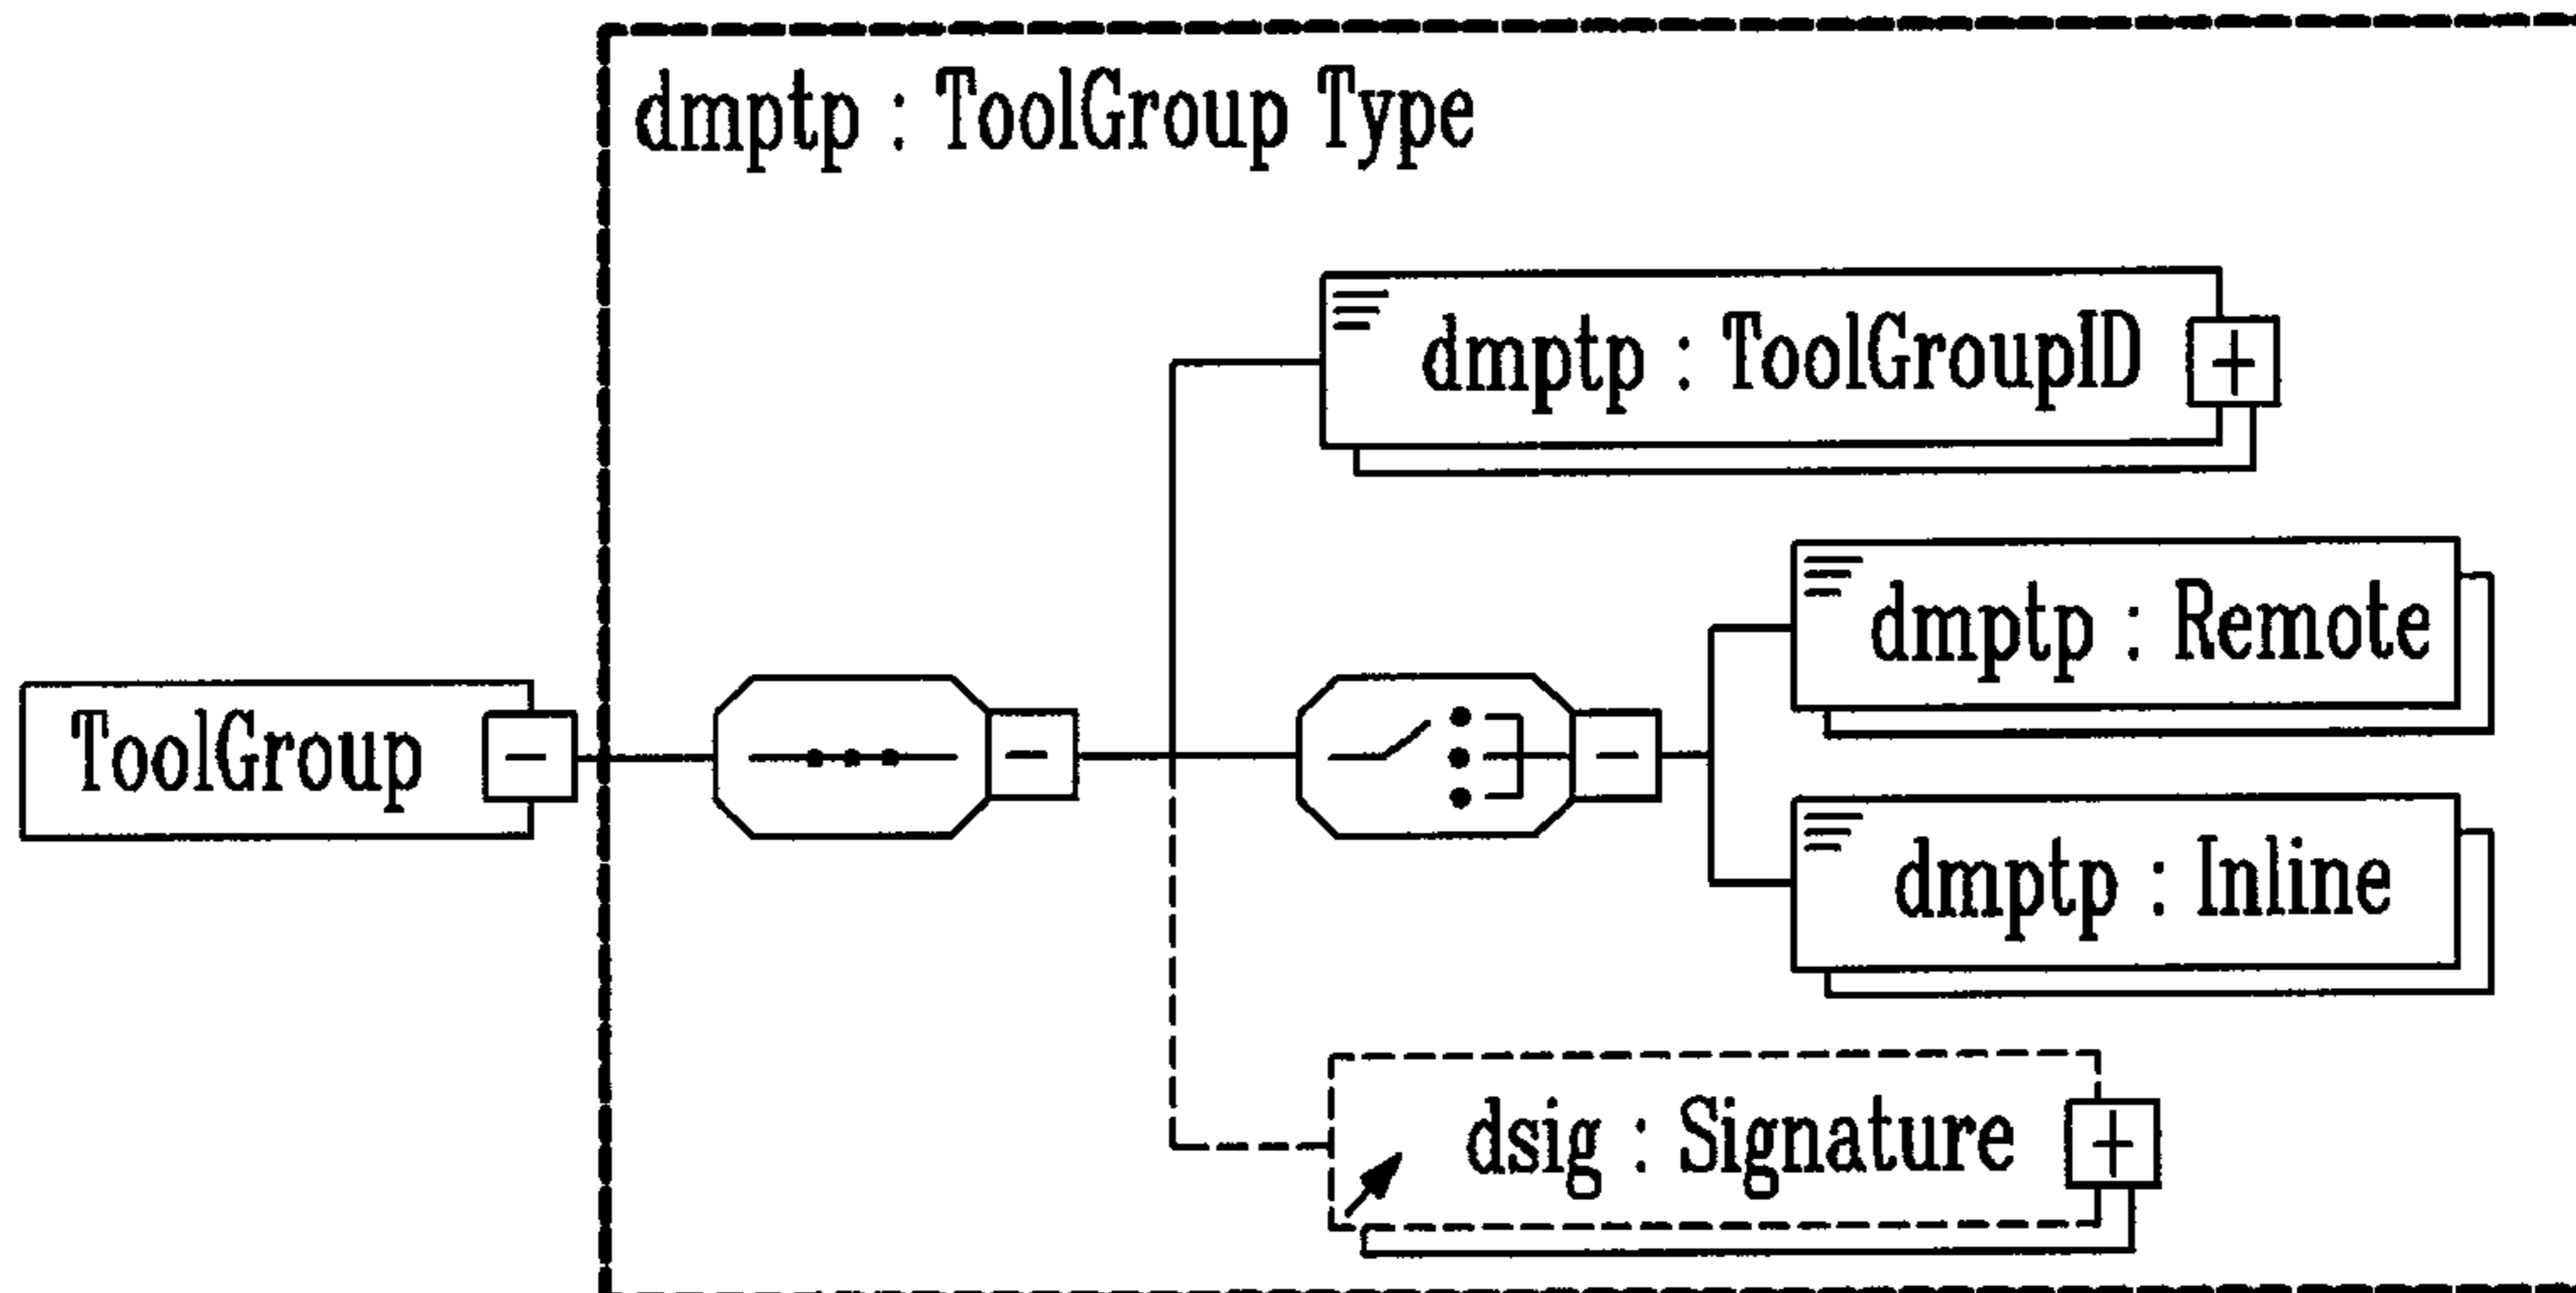 dmptp : ToolGroup Type
dmptp : ToolGroupID
dmptp : Remote
ToolGroup
dmptp : Inline
dsig : Signature